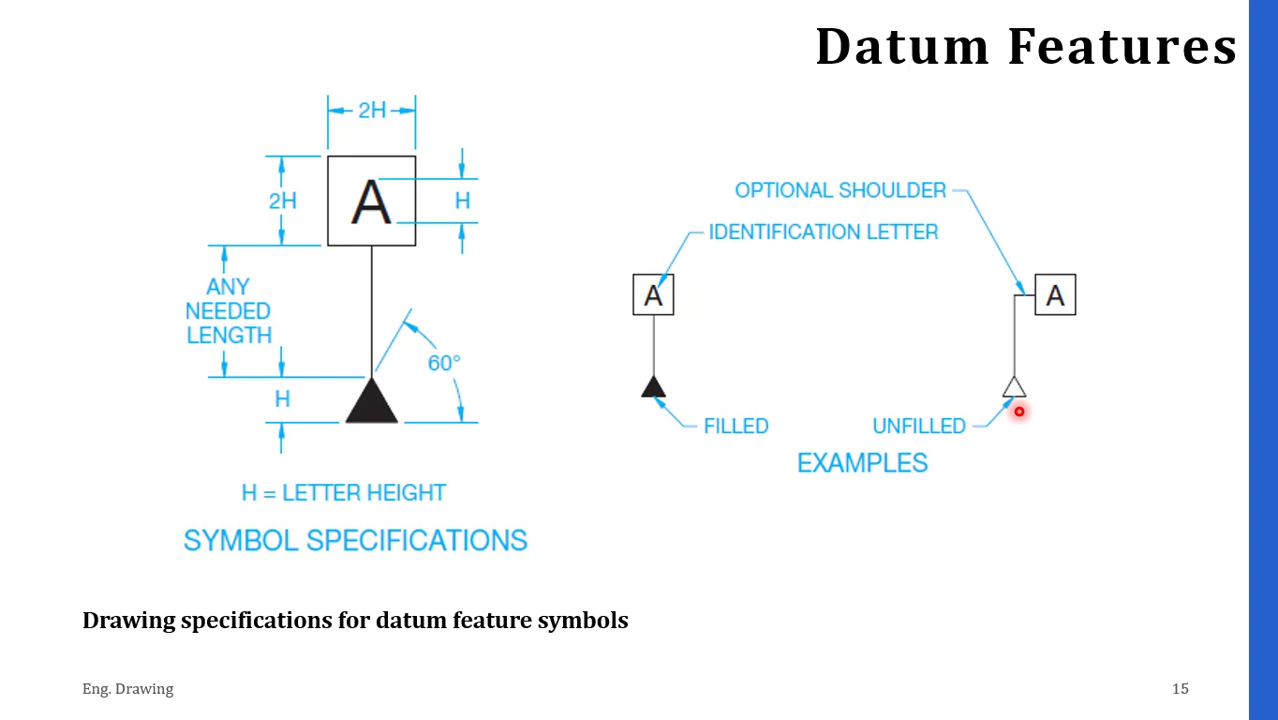 Datum Features
2H
A
2H
H
ANY
NEEDED
LENGTH
60°
H
H = LETTER HEIGHT
SYMBOL SPECIFICATIONS
OPTIONAL SHOULDER
IDENTIFICATION LETTER
A
A
FILLED
UNFILLED
EXAMPLES
Drawing specifications for datum feature symbols
Eng. Drawing
15